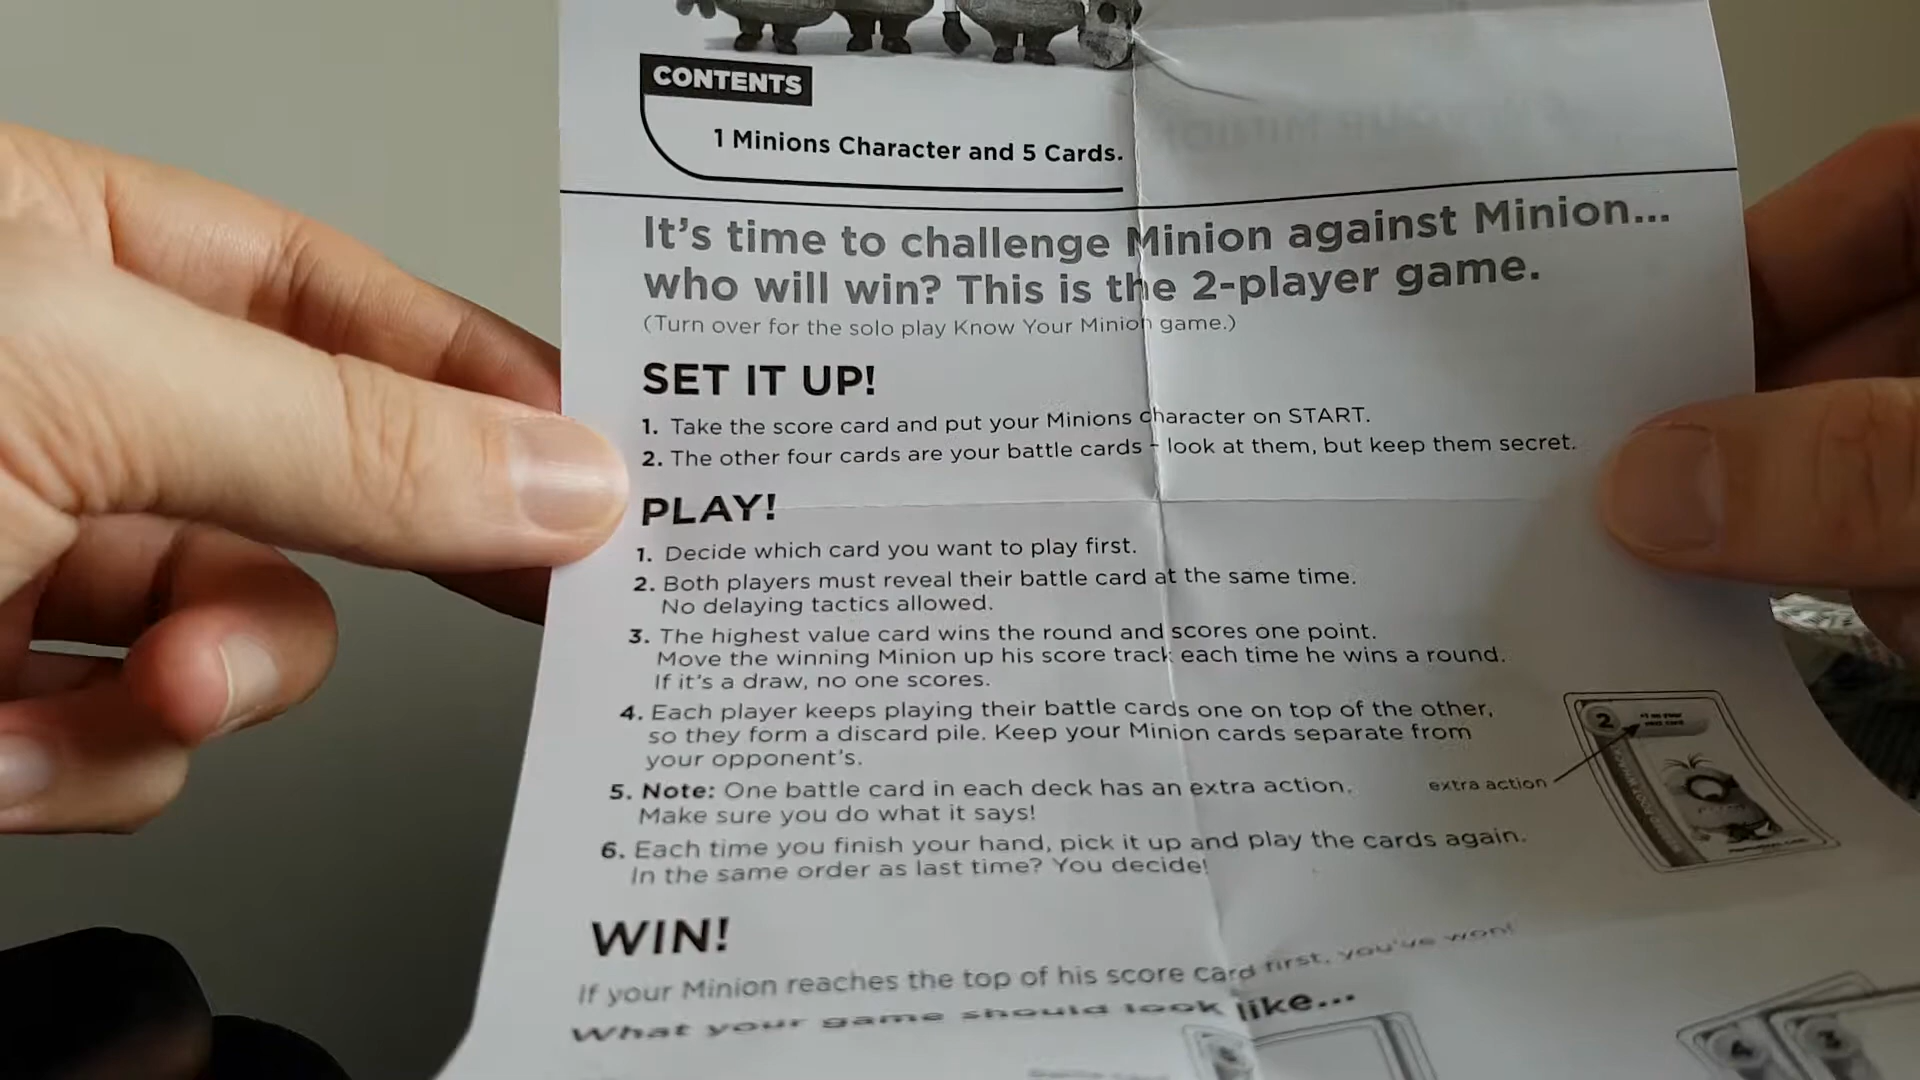 CONTENTS
1 Minions Character and 5 Cards.
It's time to challenge Minion against Minion...
who will win? This is the 2-player game.
(Turn over for the solo play Know Your Minion game.)
SET IT UP!
1. Take the score card and put your Minions character on START.
2. The other four cards are your battle cards – look at them, but keep them secret.
PLAY!
1. Decide which card you want to play first.
2. Both players must reveal their battle card at the same time.
No delaying tactics allowed.
3. The highest value card wins the round and scores one point.
Move the winning Minion up his score track each time he wins a round.
If it's a draw, no one scores.
4. Each player keeps playing their battle cards one on top of the other,
so they form a discard pile. Keep your Minion cards separate from
your opponent's.
5. Note: One battle card in each deck has an extra action.
Make sure you do what it says!
extra action
2
6. Each time you finish your hand, pick it up and play the cards again.
In the same order as last time? You decide!
WIN!
If your Minion reaches the top of his score card first, you've won!
What your game should look like...
4
3